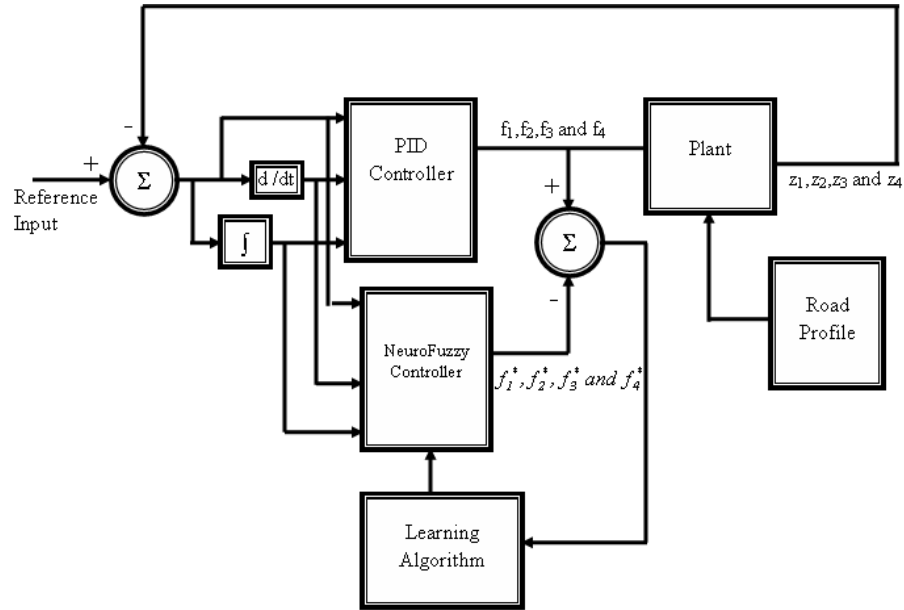 -
+
Reference
Input
Σ
d /dt
∫
PID
Controller
f₁,f₂,f₃ and f₄
Plant
z₁,z₂,z₃ and z₄
+
Σ
-
Road
Profile
NeuroFuzzy
Controller
f₁*, f₂*, f₃* and f₄*
Learning
Algorithm